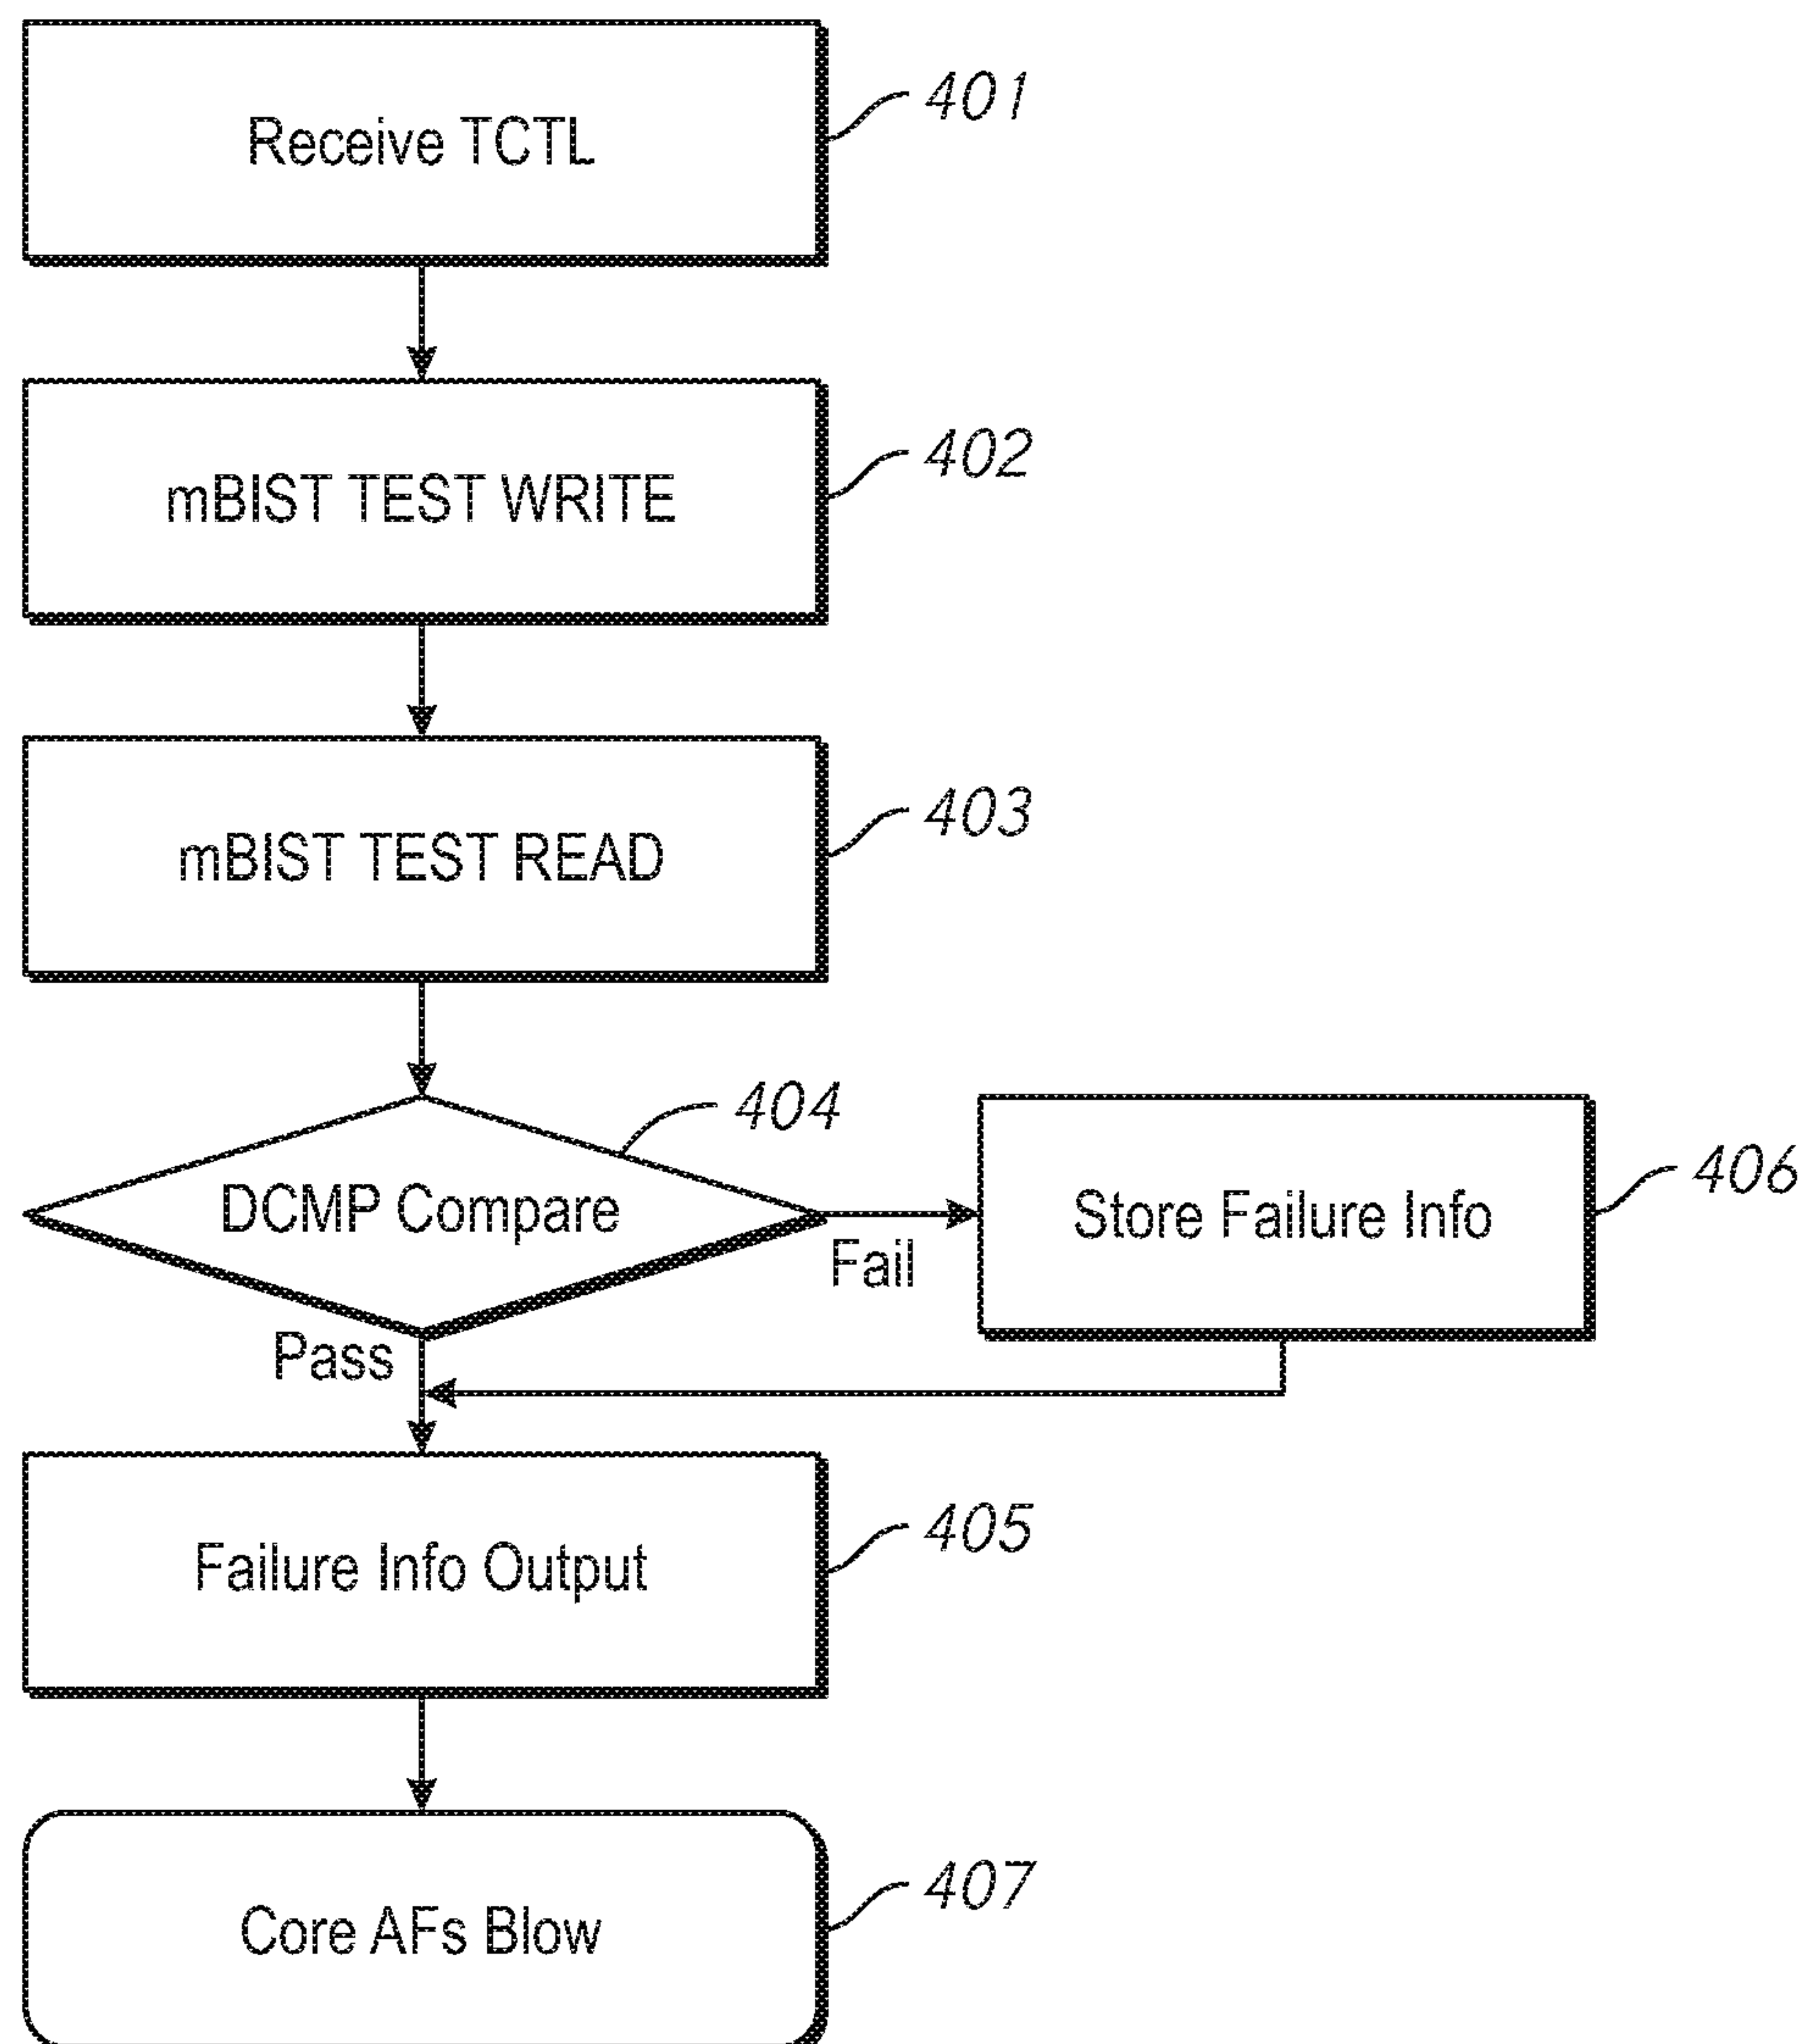 Receive TCTL
401
mBIST TEST WRITE
402
mBIST TEST READ
403
DCMP Compare
404
Fail
Store Failure Info
406
Pass
Failure Info Output
405
Core AFs Blow
407